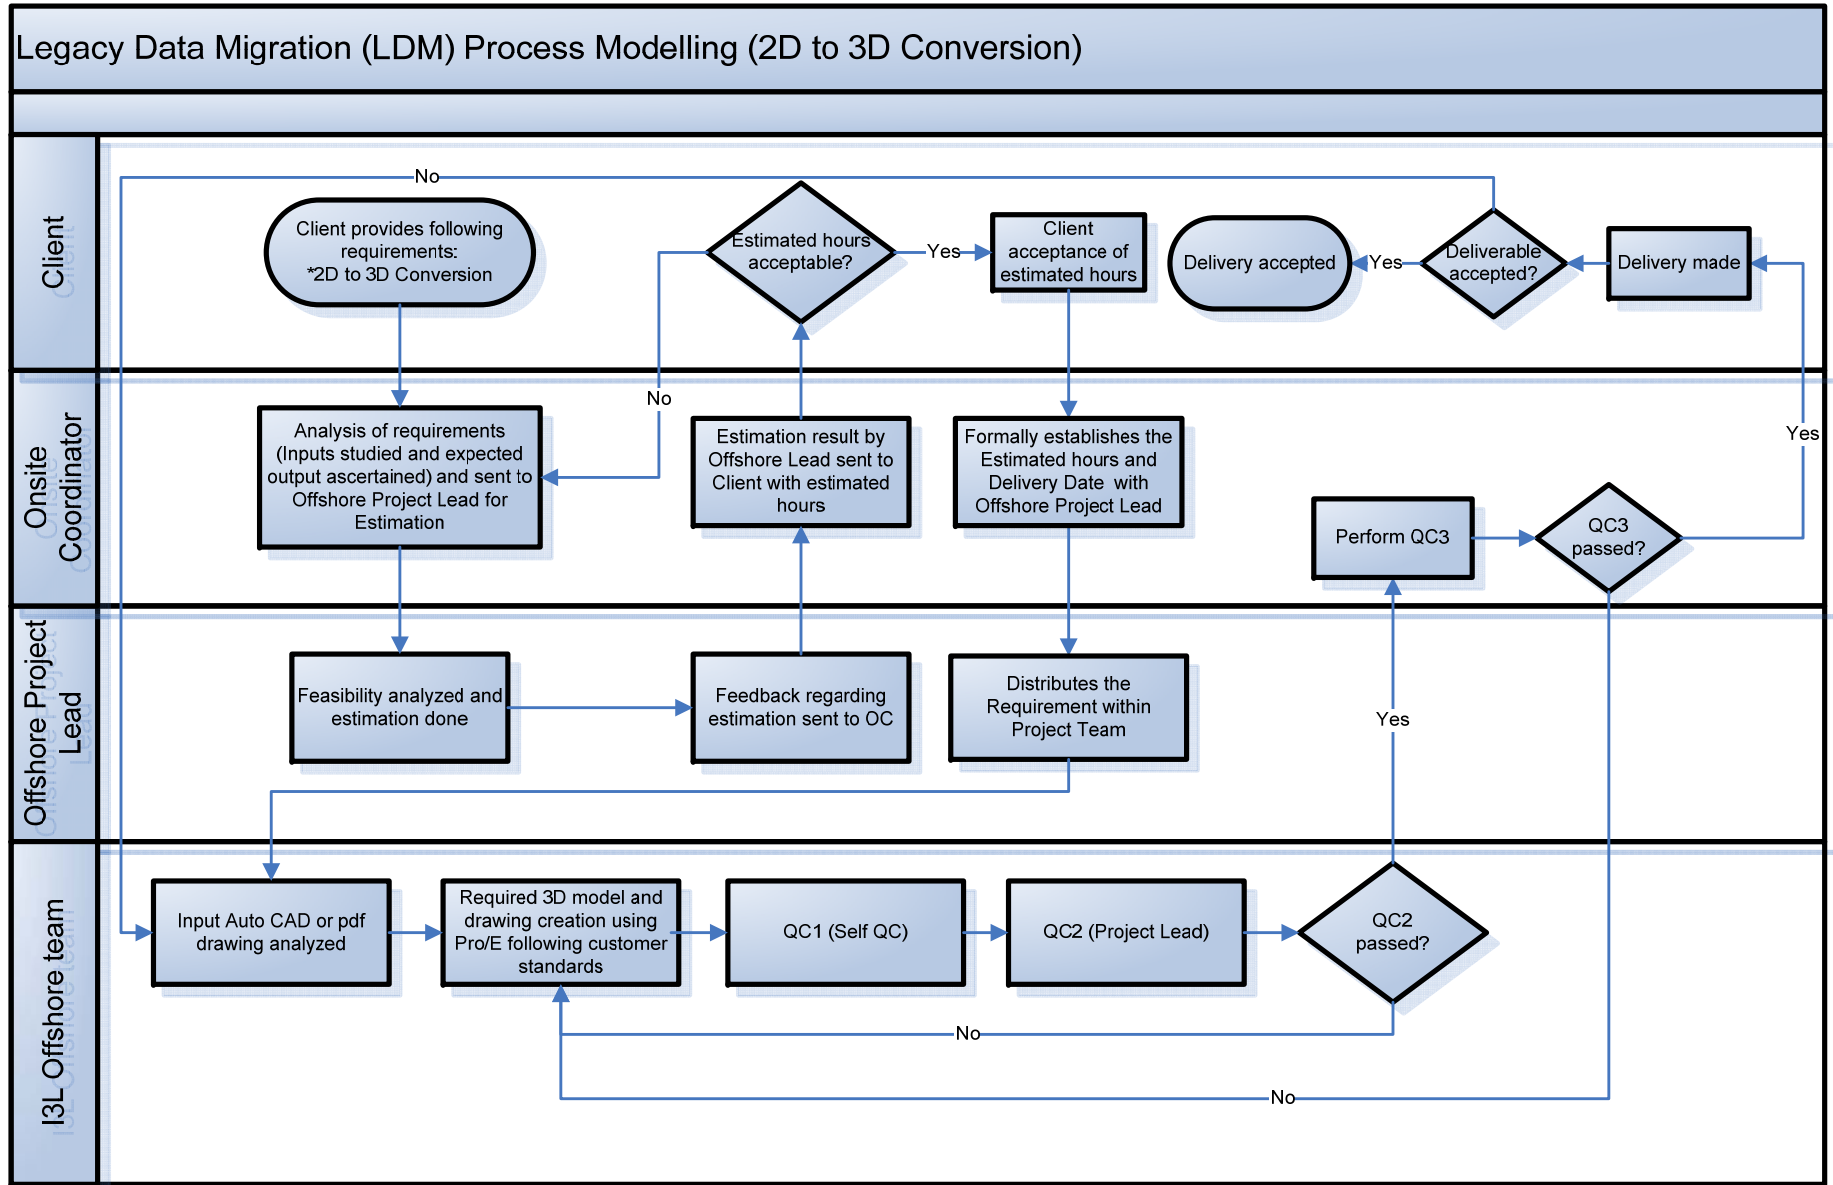 Legacy Data Migration (LDM) Process Modelling (2D to 3D Conversion)
Client
No
Client provides following
requirements:
*2D to 3D Conversion
Estimated hours
acceptable?
Yes
Client
acceptance of
estimated hours
Delivery accepted
Yes
Deliverable
accepted?
Delivery made
Onsite
Coordinator
No
Analysis of requirements
(Inputs studied and expected
output ascertained) and sent to
Offshore Project Lead for
Estimation
Estimation result by
Offshore Lead sent to
Client with estimated
hours
Formally establishes the
Estimated hours and
Delivery Date with
Offshore Project Lead
Perform QC3
QC3
passed?
Yes
Offshore Project
Lead
Feasibility analyzed and
estimation done
Feedback regarding
estimation sent to OC
Distributes the
Requirement within
Project Team
Yes
I3L Offshore team
Input Auto CAD or pdf
drawing analyzed
Required 3D model and
drawing creation using
Pro/E following customer
standards
QC1 (Self QC)
QC2 (Project Lead)
QC2
passed?
No
No